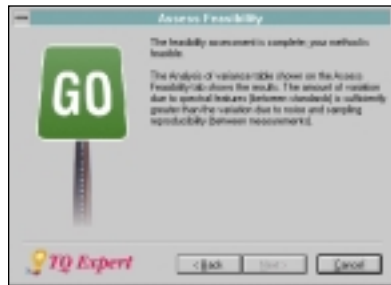 Assess Feasibility
The feasibility assessment is complete; your method is
feasible.
The Analysis of variance table shown on the Assess
Feasibility tab shows the results. The amount of variation
due to spectral features (between standards) is sufficiently
greater than the variation due to noise and sampling
reproducibility (between measurements).
GO
TQ Expert
< Back
Next >
Cancel